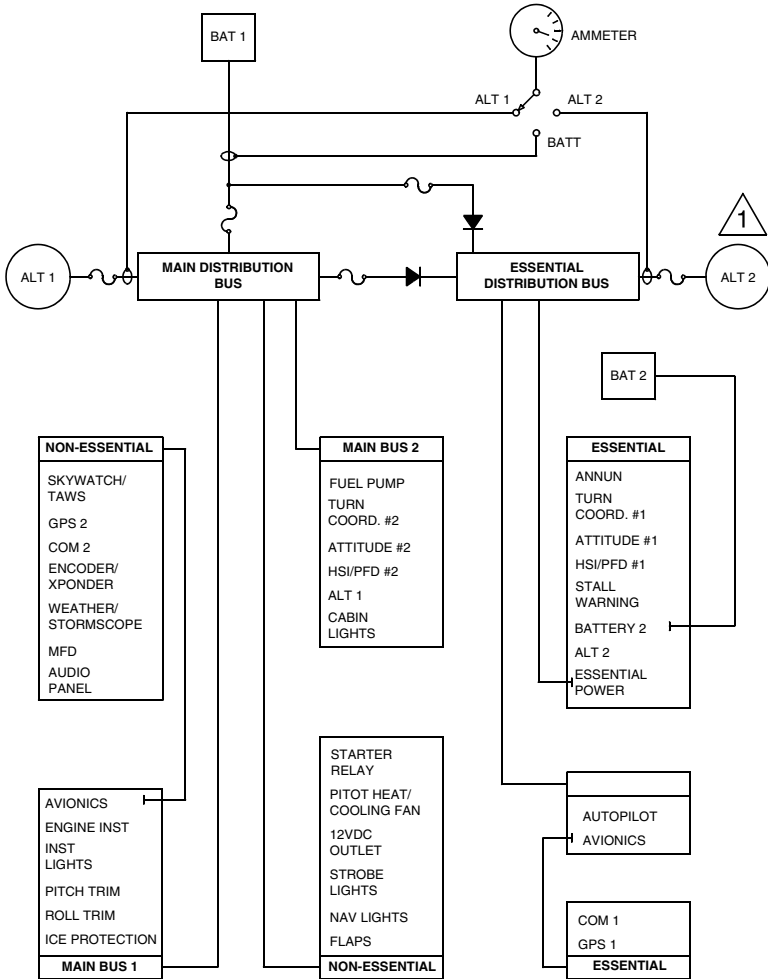 BAT 1
AMMETER
ALT 1
ALT 2
BATT
1
ALT 1
MAIN DISTRIBUTION
BUS
ESSENTIAL
DISTRIBUTION BUS
ALT 2
BAT 2
NON-ESSENTIAL
SKYWATCH/
TAWS
GPS 2
COM 2
ENCODER/
XPONDER
WEATHER/
STORMSCOPE
MFD
AUDIO
PANEL
MAIN BUS 2
FUEL PUMP
TURN
COORD. #2
ATTITUDE #2
HSI/PFD #2
ALT 1
CABIN
LIGHTS
ESSENTIAL
ANNUN
TURN
COORD. #1
ATTITUDE #1
HSI/PFD #1
STALL
WARNING
BATTERY 2
ALT 2
ESSENTIAL
POWER
AVIONICS
ENGINE INST
INST
LIGHTS
PITCH TRIM
ROLL TRIM
ICE PROTECTION
MAIN BUS 1
STARTER
RELAY
PITOT HEAT/
COOLING FAN
12VDC
OUTLET
STROBE
LIGHTS
NAV LIGHTS
FLAPS
NON-ESSENTIAL
AUTOPILOT
AVIONICS
COM 1
GPS 1
ESSENTIAL